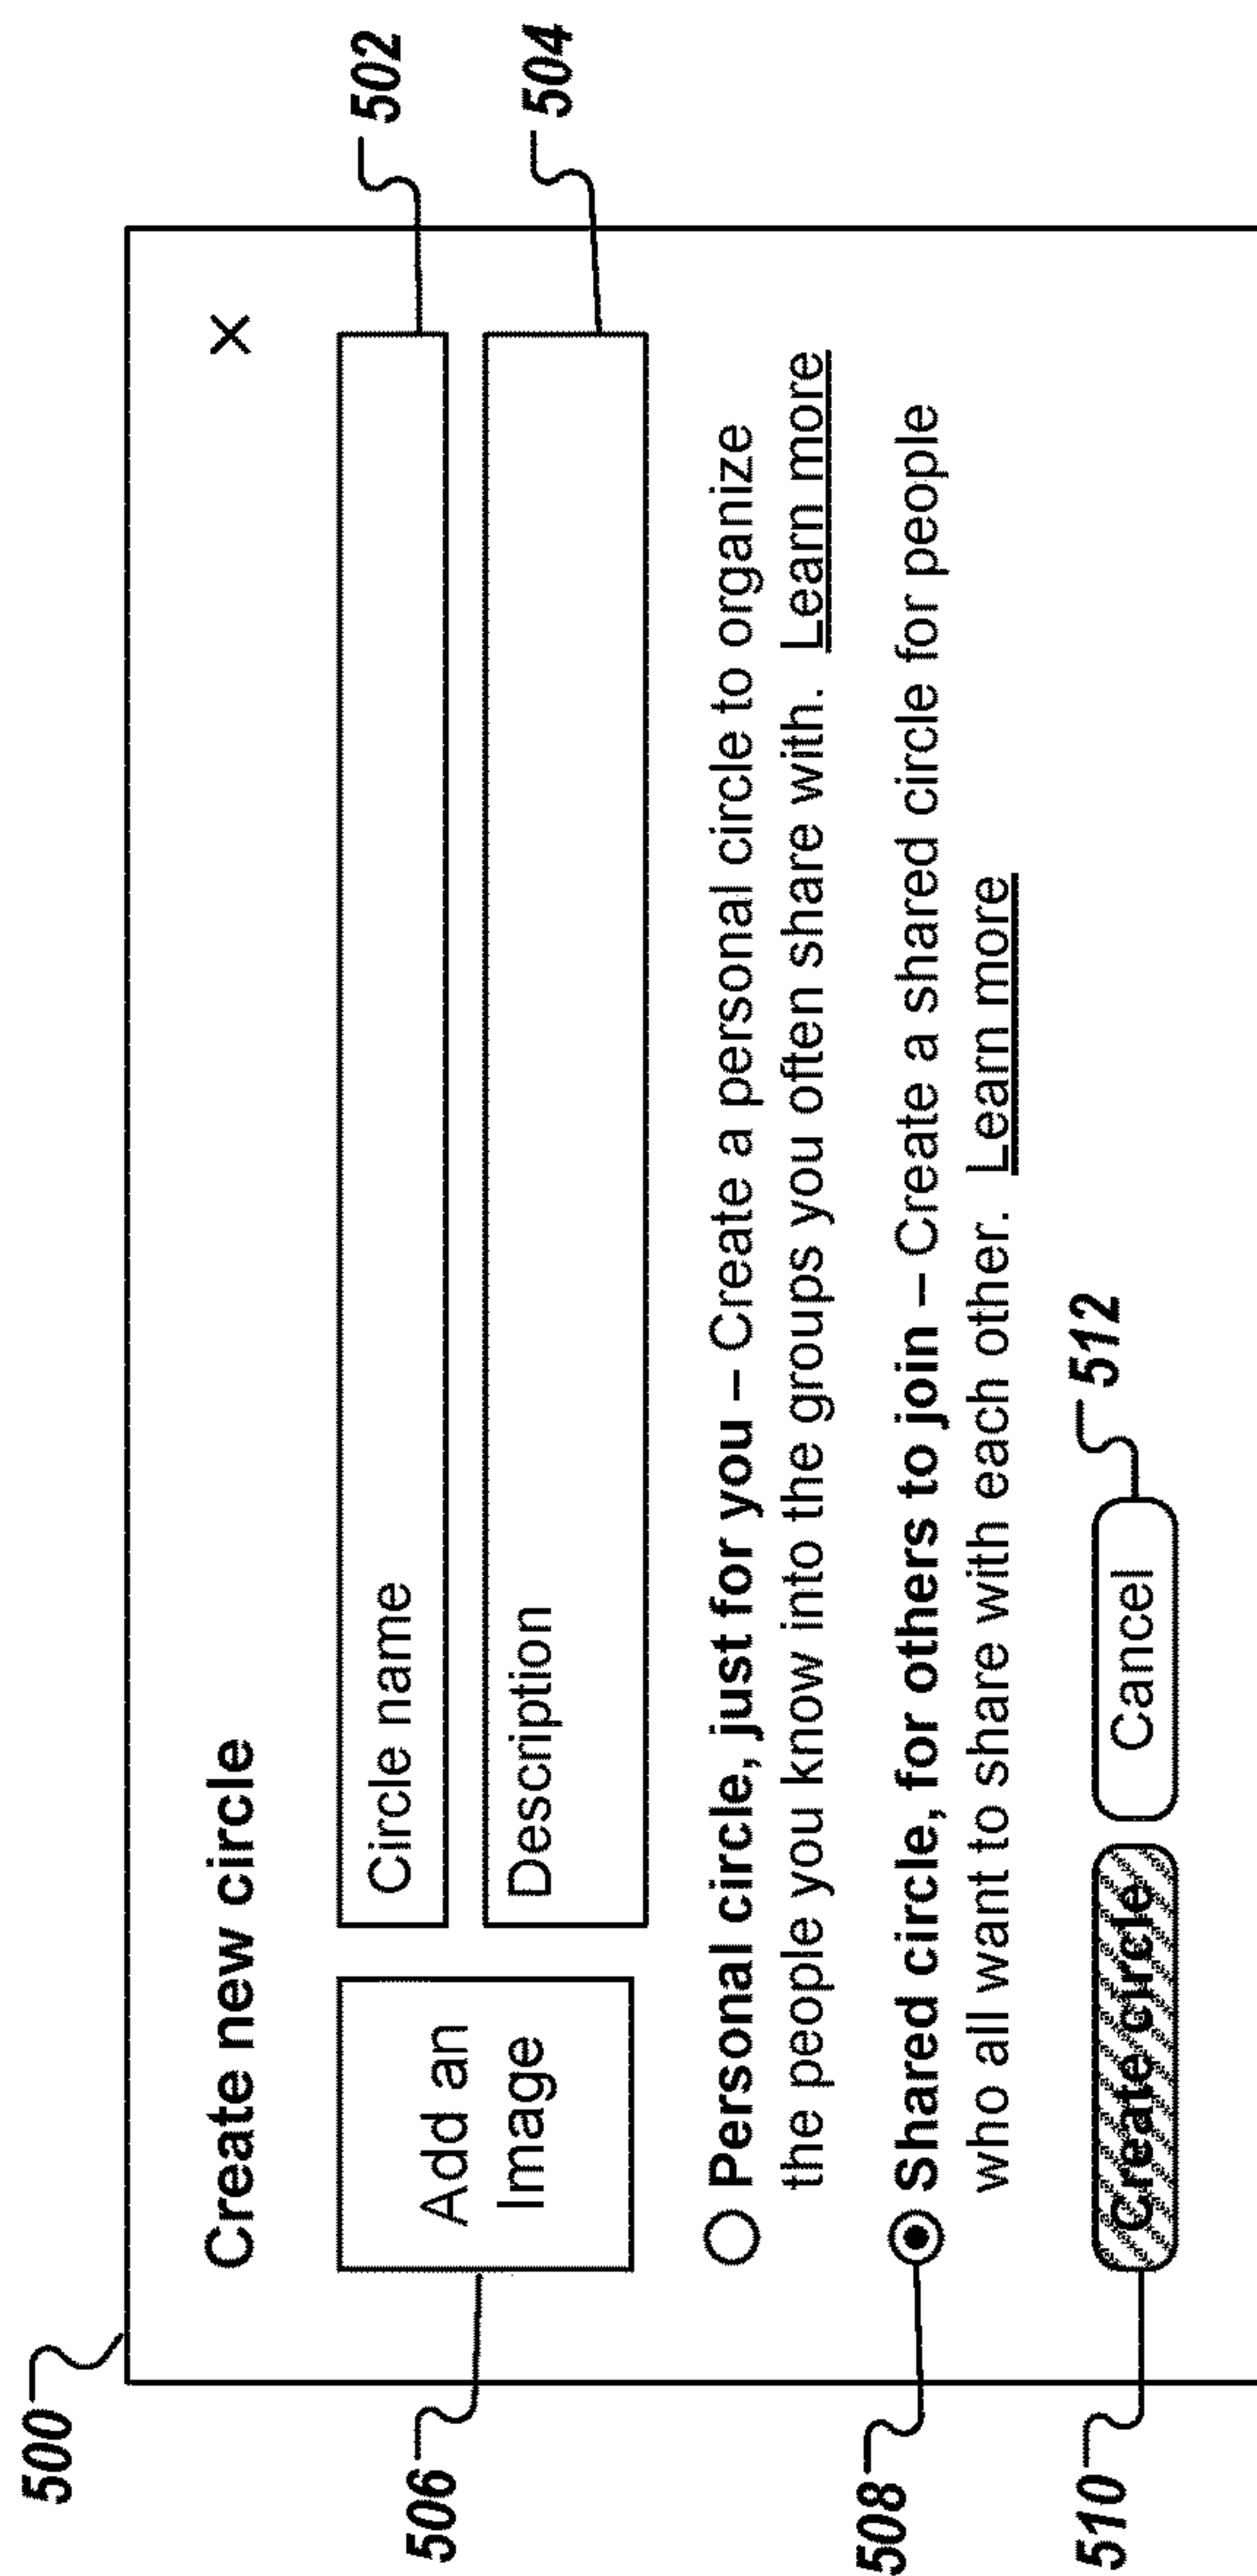 500
Create new circle
X
506
Add an
Image
Circle name
502
Description
504
Personal circle, just for you – Create a personal circle to organize
the people you know into the groups you often share with. Learn more
508
Shared circle, for others to join – Create a shared circle for people
who all want to share with each other. Learn more
510
Create circle
Cancel
512